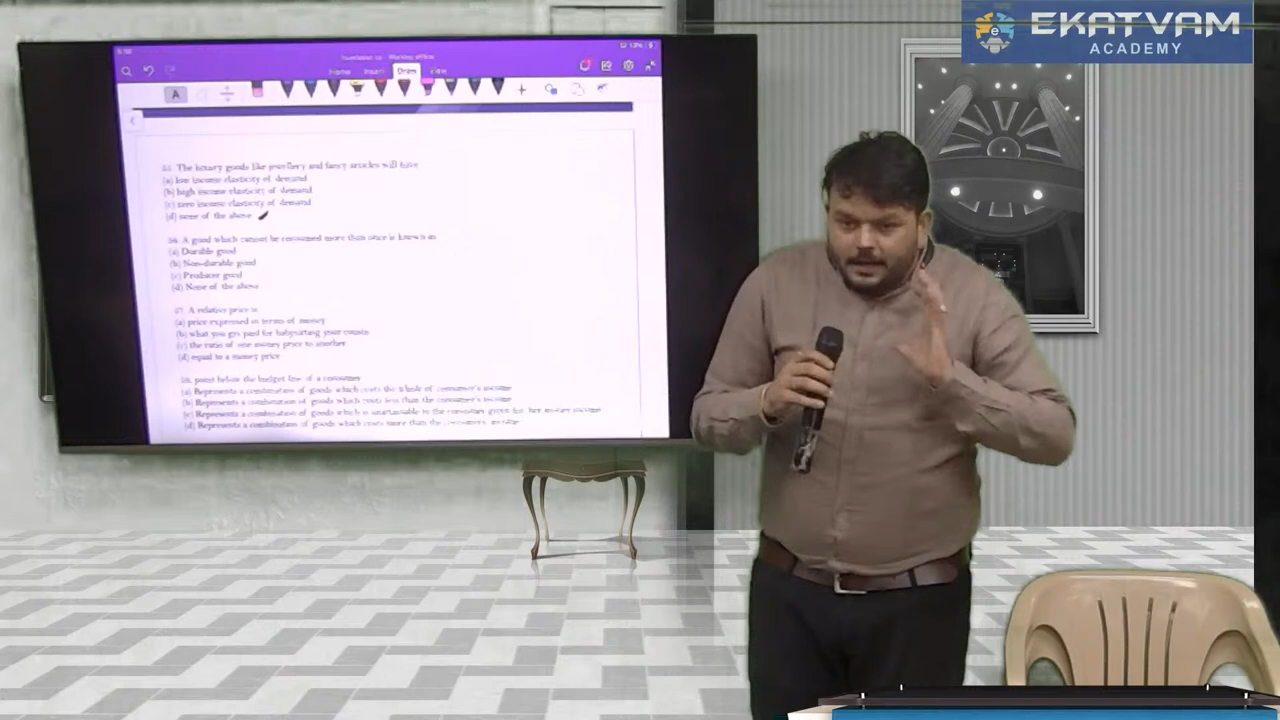 EKATVAM
ACADEMY
Home Insert Draw View
The luxury goods like jewellery and fancy articles will have
(a) low income elasticity of demand
(b) high income elasticity of demand
(c) zero income elasticity of demand
(d) none of the above
A good which cannot be consumed more than once is known as
(a) Durable good
(b) Non-durable good
(c) Producer good
(d) None of the above
A relative price is
(a) price expressed in terms of money
(b) what you get paid for babysitting your cousin
(c) the ratio of one money price to another
(d) equal to a money price
point below the budget line of a consumer
(a) Represents a combination of goods which costs the whole of consumer's income
(b) Represents a combination of goods which costs less than the consumer's income
(c) Represents a combination of goods which is unattainable to the consumer given his/her money income
(d) Represents a combination of goods which costs more than the consumer's income